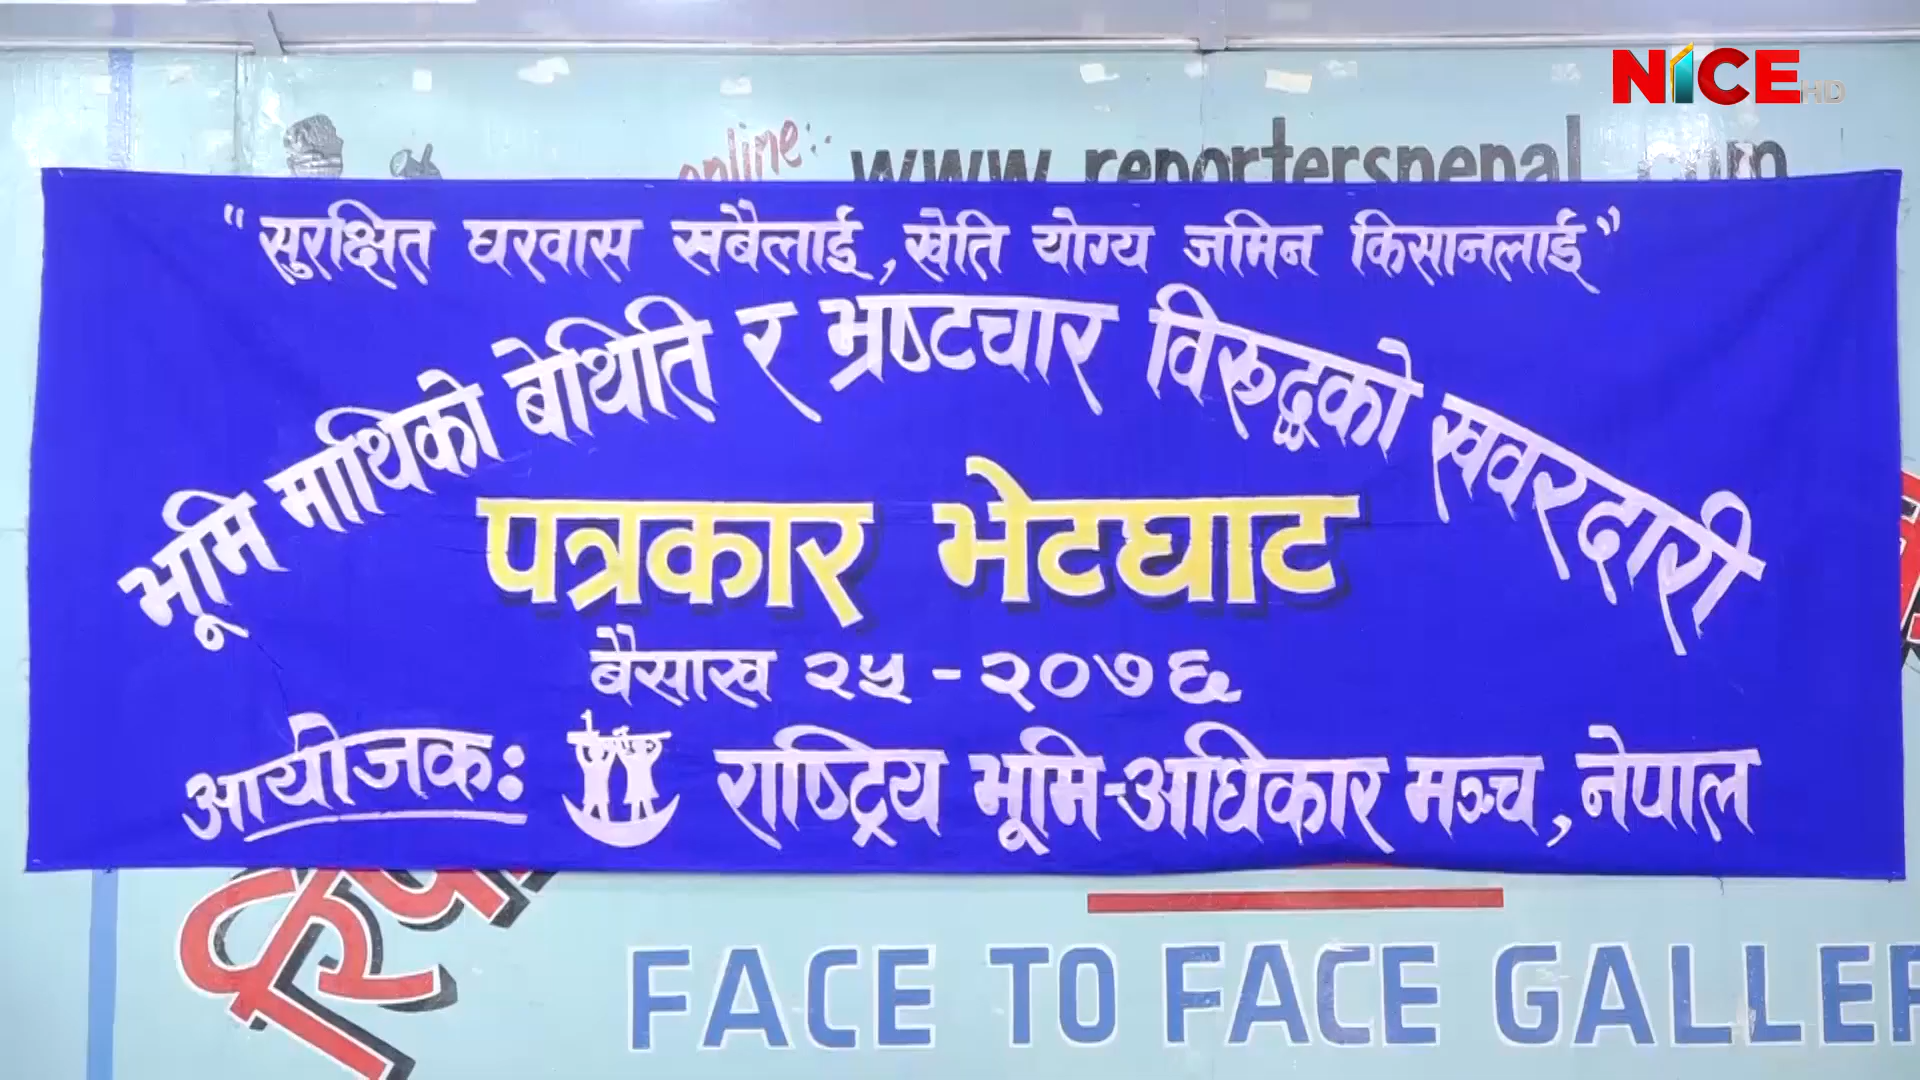 NICE HD
online:-
www.reportersnepal.com
"सुरक्षित घरवास सबैलाई, खेति योग्य जमिन किसानलाई"
भूमि माथिको बेथिति र भ्रष्टचार विरुद्धको खवरदारी
पत्रकार भेटघाट
बैसाख २५-२०७६
आयोजक: राष्ट्रिय भूमि-अधिकार मञ्च, नेपाल
FACE TO FACE GALLER